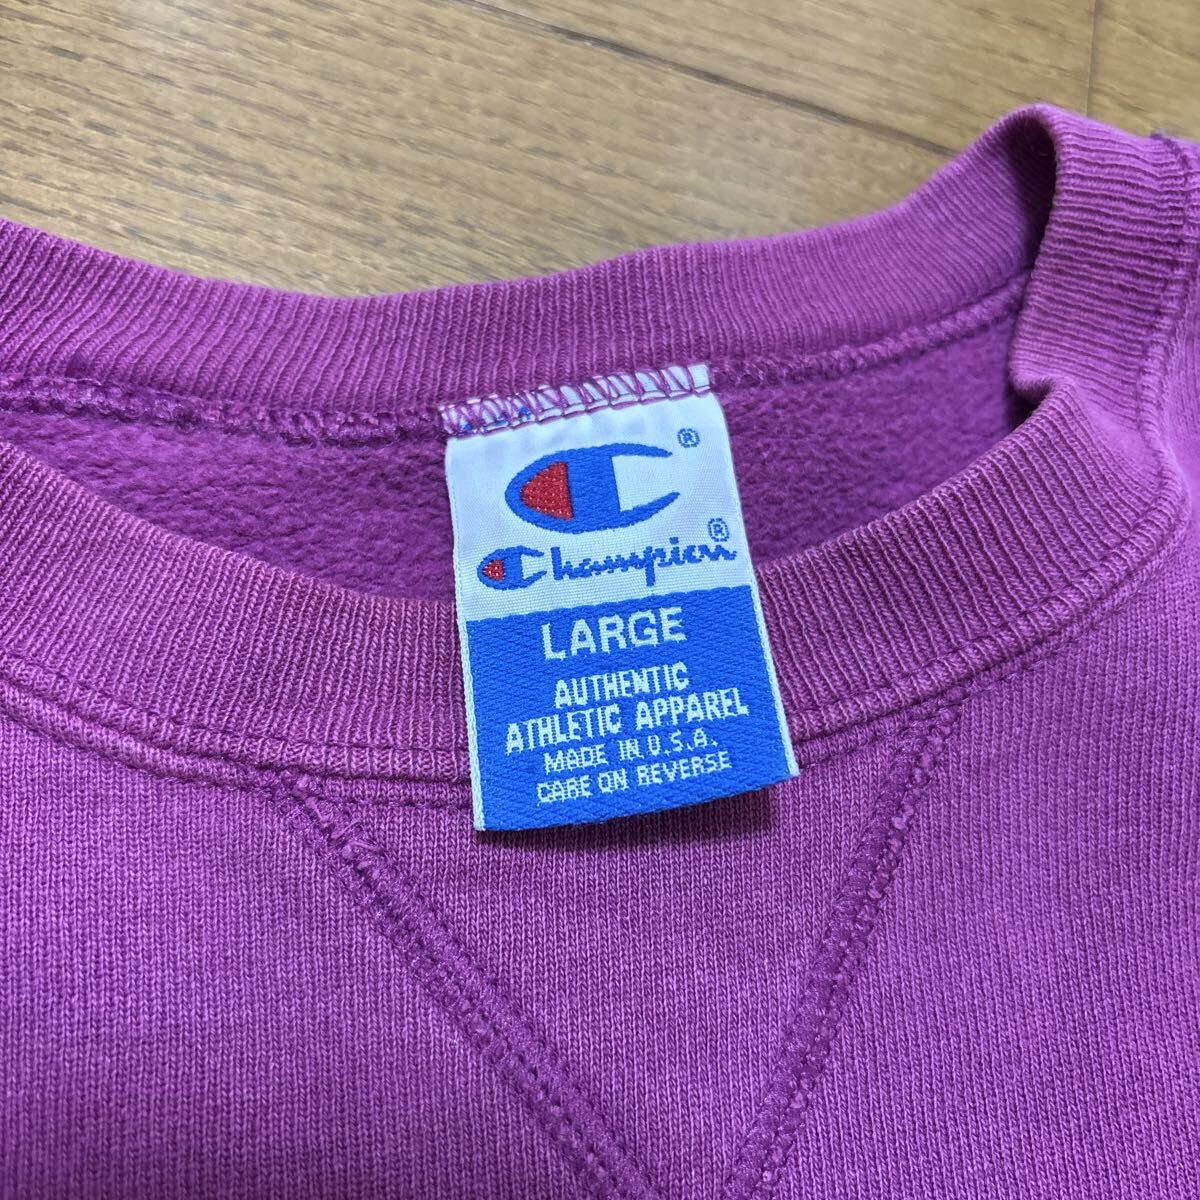 ®
Champion®
LARGE
AUTHENTIC
ATHLETIC APPAREL
MADE IN U.S.A.
CARE ON REVERSE